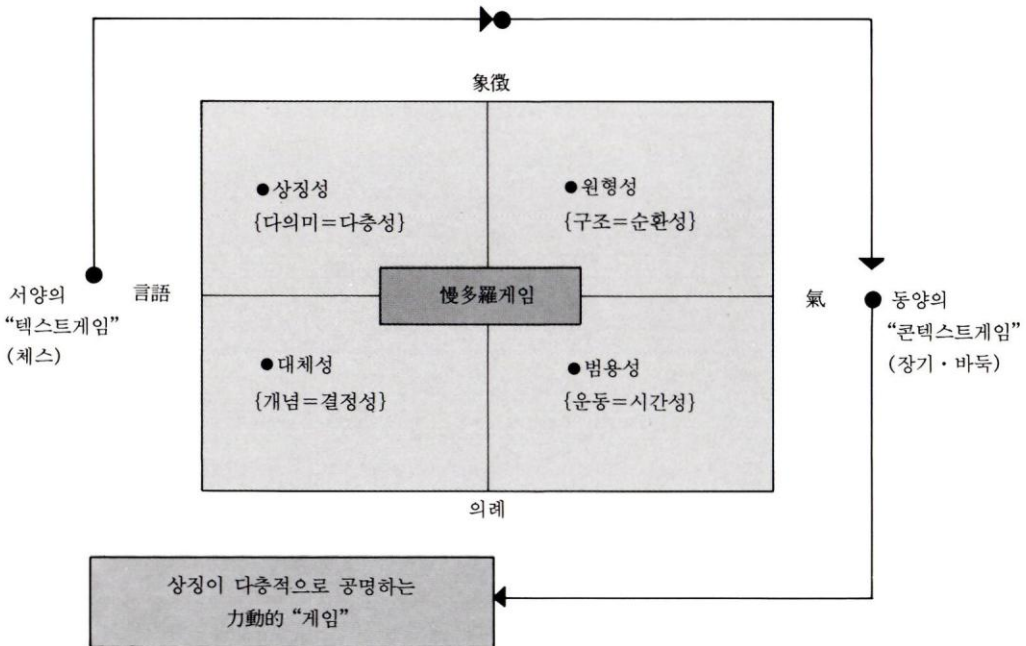 象徵
●상징성
{다의미=다층성}
●원형성
{구조=순환성}
서양의
“텍스트게임”
(체스)
言語
慢多羅게임
氣
동양의
“콘텍스트게임”
(장기・바둑)
●대체성
{개념=결정성}
●범용성
{운동=시간성}
의례
상징이 다층적으로 공명하는
力動的 “게임”